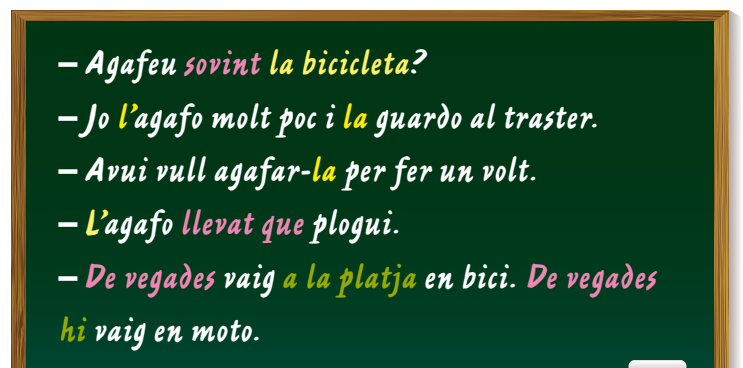 – Agafeu sovint la bicicleta?
– Jo l'agafo molt poc i la guardo al traster.
– Avui vull agafar-la per fer un volt.
– L'agafo llevat que plogui.
– De vegades vaig a la platja en bici. De vegades
hi vaig en moto.